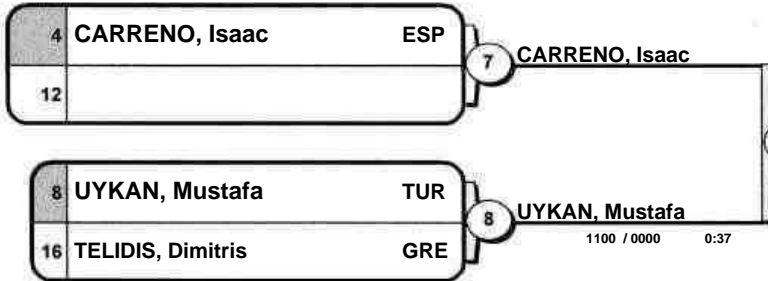 4 CARRENO, Isaac ESP
7 CARRENO, Isaac
12
8 UYKAN, Mustafa TUR
8 UYKAN, Mustafa
1100 / 0000 0:37
16 TELIDIS, Dimitris GRE